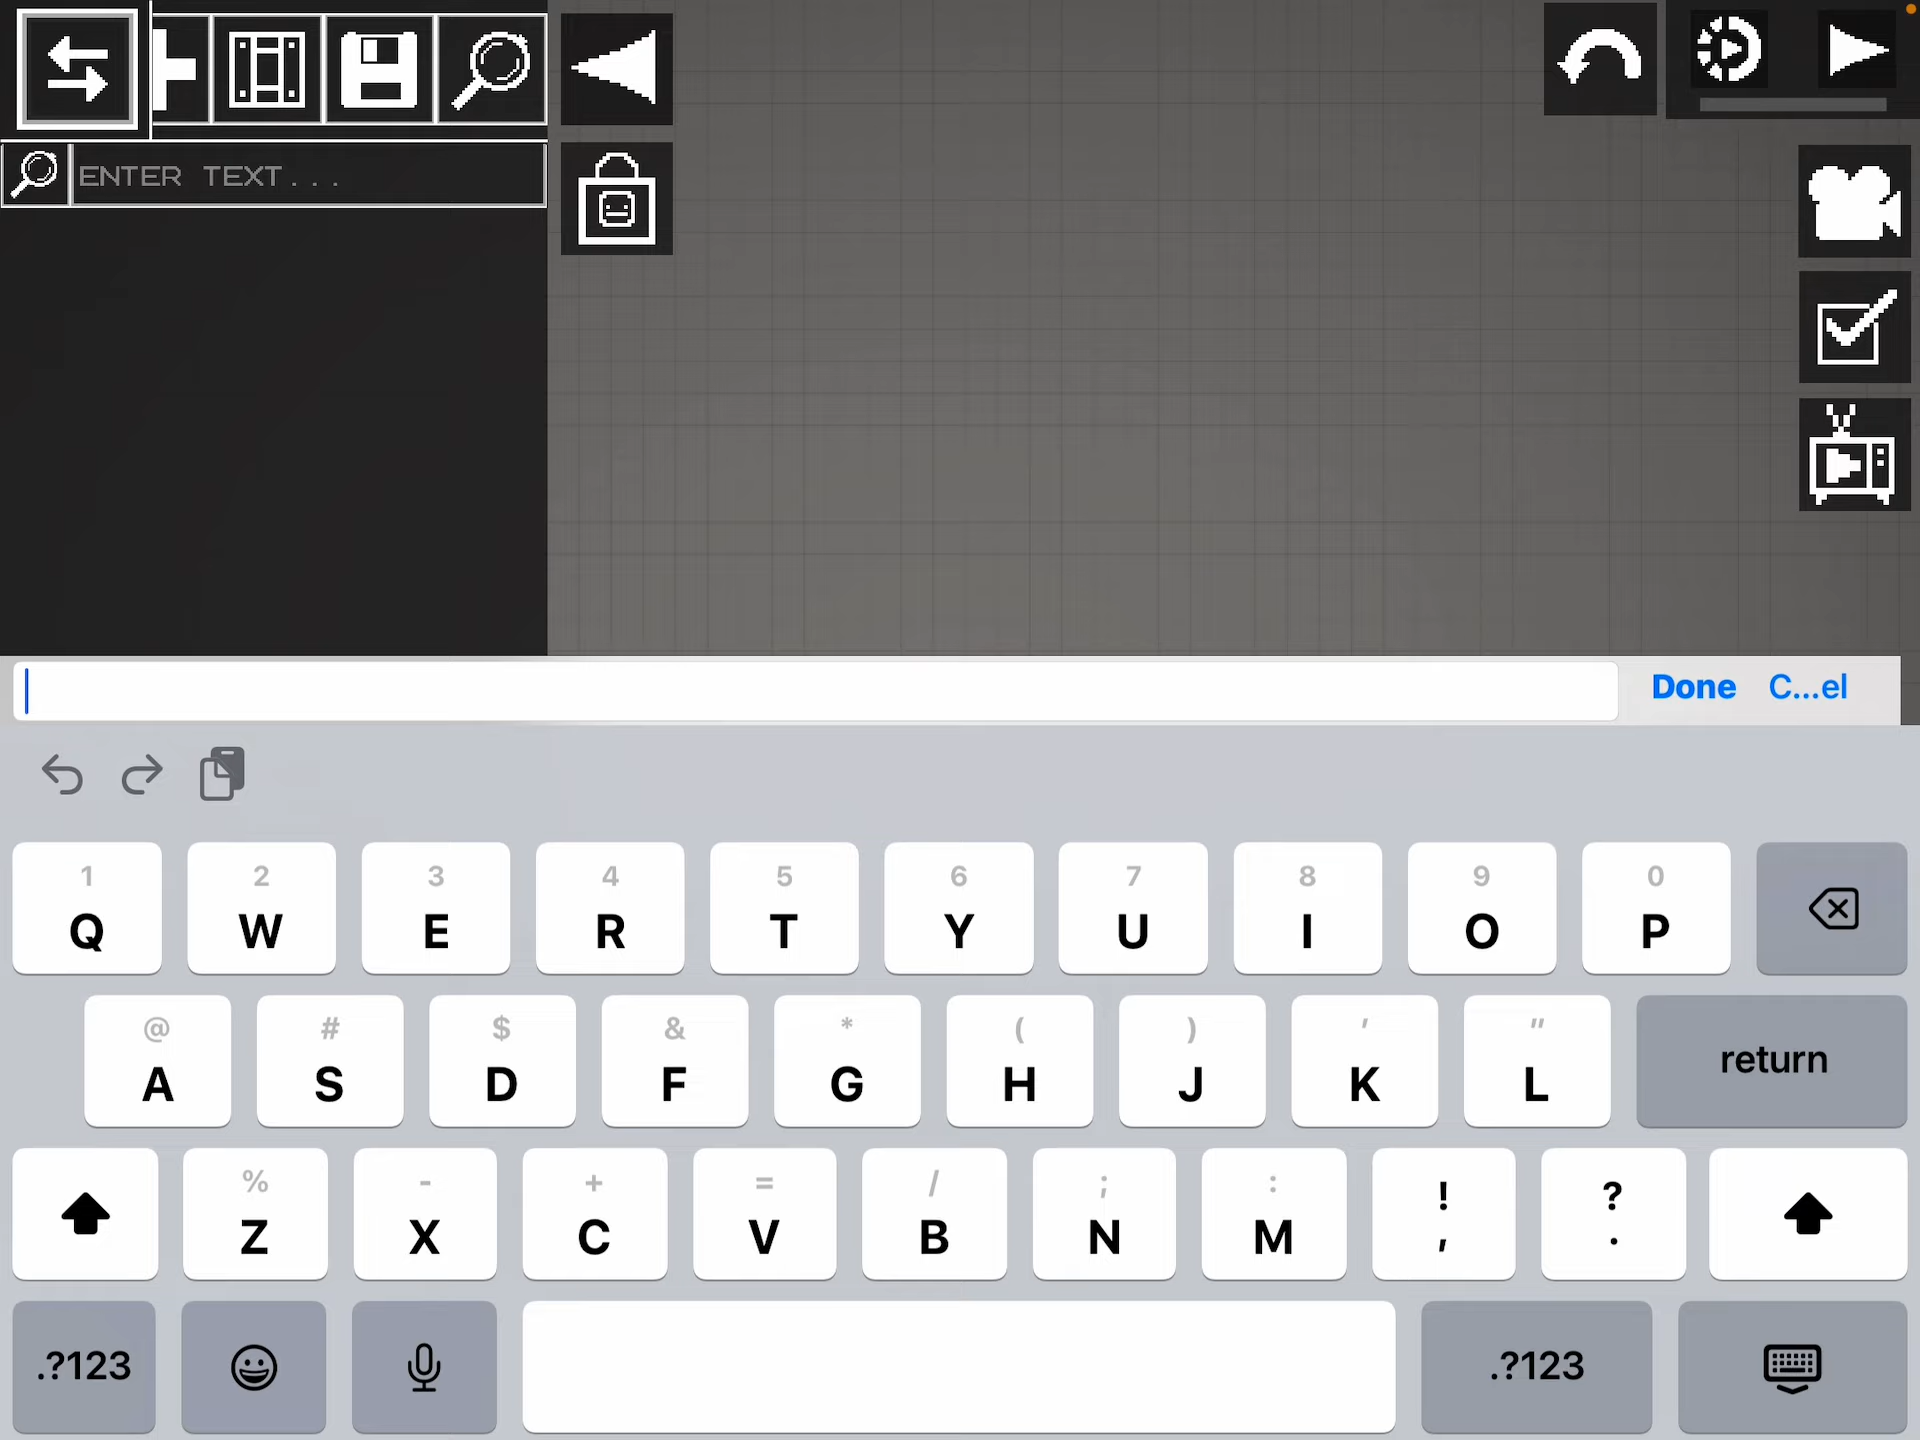 ENTER TEXT...
Done C...el
1 2 3 4 5 6 7 8 9 0
Q W E R T Y U I O P
@ # $ & * ( ) ' "
A S D F G H J K L return
% - + = / ; : ! ?
Z X C V B N M , .
.?123 .?123